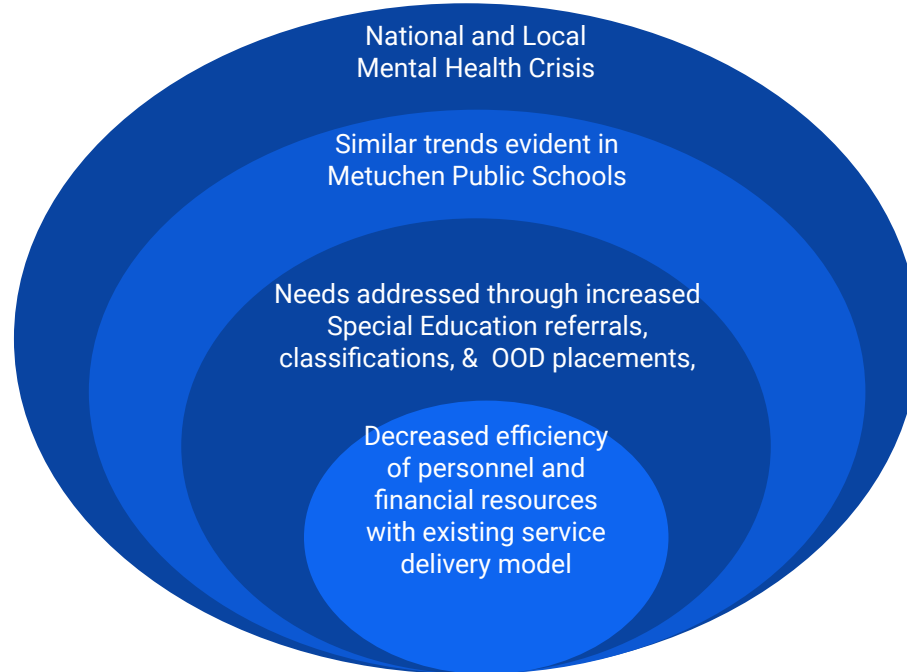 National and Local
Mental Health Crisis
Similar trends evident in
Metuchen Public Schools
Needs addressed through increased
Special Education referrals,
classifications, & OOD placements,
Decreased efficiency
of personnel and
financial resources
with existing service
delivery model